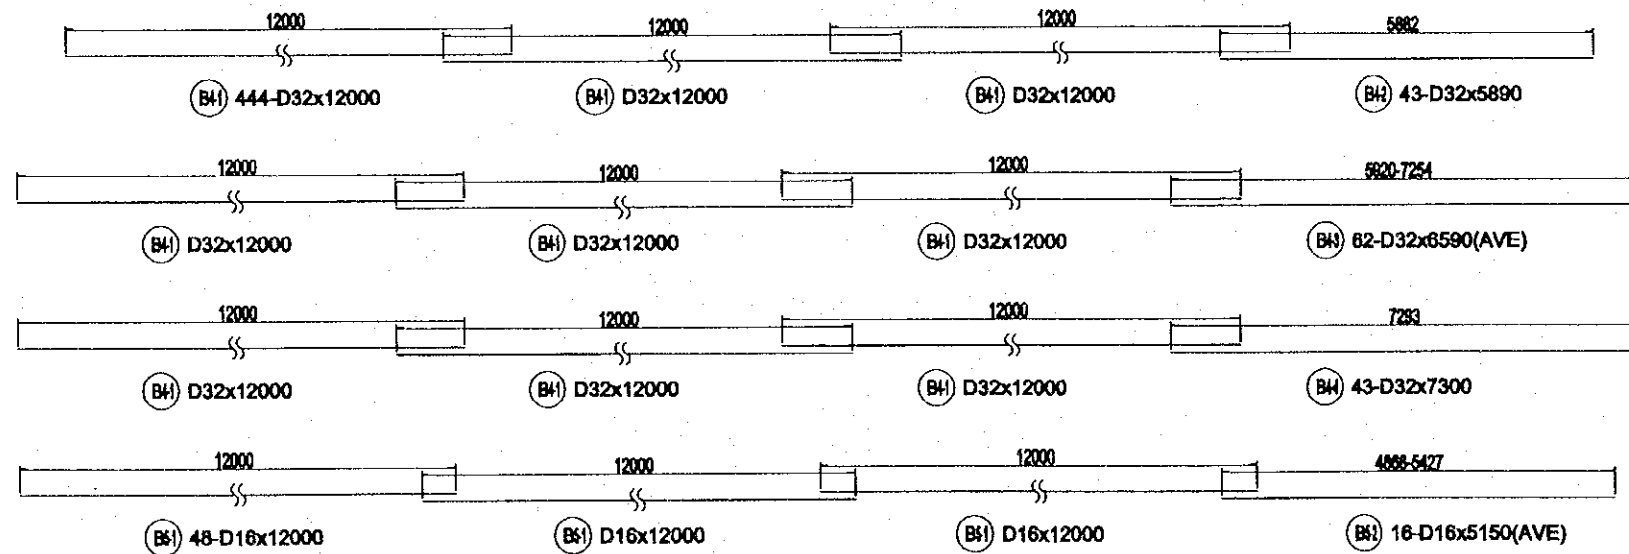 12000 12000 12000 5882
B41 444-D32x12000 B41 D32x12000 B41 D32x12000 B42 43-D32x5890
12000 12000 12000 5920-7254
B41 D32x12000 B41 D32x12000 B41 D32x12000 B43 62-D32x6590(AVE)
12000 12000 12000 7293
B41 D32x12000 B41 D32x12000 B41 D32x12000 B44 43-D32x7300
12000 12000 12000 4866-5427
B51 48-D16x12000 B51 D16x12000 B51 D16x12000 B52 16-D16x5150(AVE)